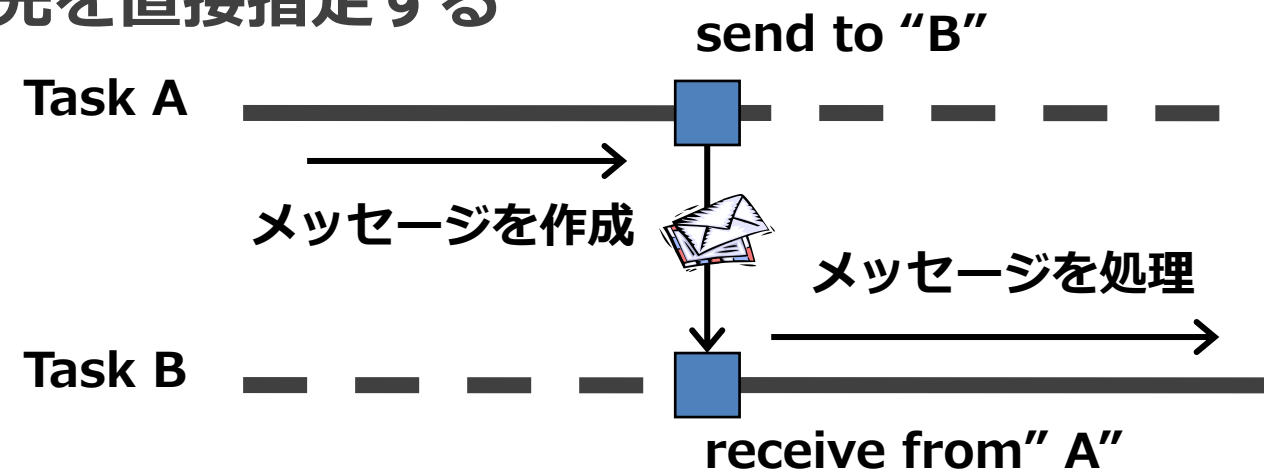 先を直接指定する
send to “B”
Task A
メッセージを作成
メッセージを処理
Task B
receive from” A”